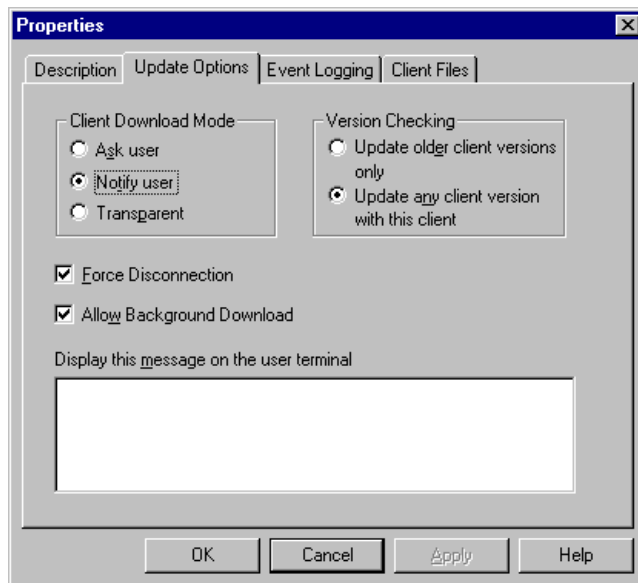 Properties
Description Update Options Event Logging Client Files
Client Download Mode
Ask user
Notify user
Transparent
Version Checking
Update older client versions
only
Update any client version
with this client
Force Disconnection
Allow Background Download
Display this message on the user terminal
OK Cancel Apply Help